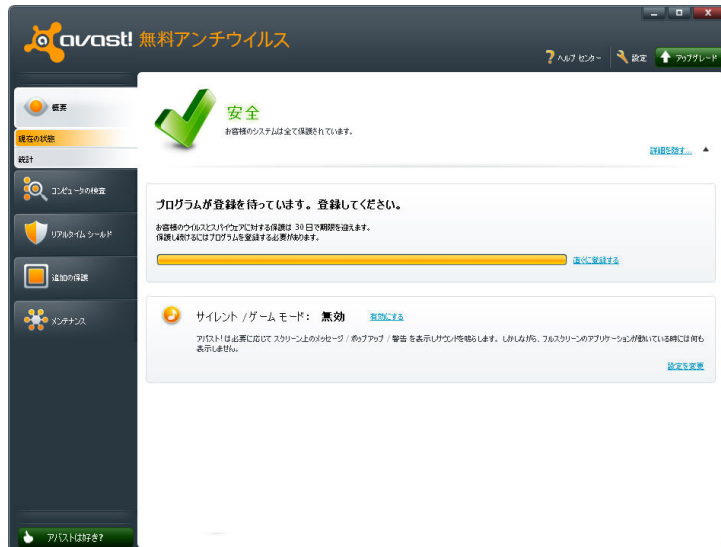 avast! 無料アンチウイルス
ヘルプ センター
設定
アップグレード
概要
現在の状態
統計
コンピュータの検査
リアルタイム シールド
追加の保護
メンテナンス
アバストは好き?
安全
お客様のシステムは全て保護されています。
詳細を隠す...
プログラムが登録を待っています。登録してください。
お客様のウイルスとスパイウェアに対する保護は 30 日で期限を迎えます。
保護し続けるにはプログラムを登録する必要があります。
直ぐに登録する
サイレント /ゲーム モード: 無効 有効にする
アバスト! は必要に応じて スクリーン上のメッセージ / ポップアップ / 警告 を表示しサウンドを鳴らします。しかしながら、フルスクリーンのアプリケーションが動いている時には何も
表示しません。
設定を変更